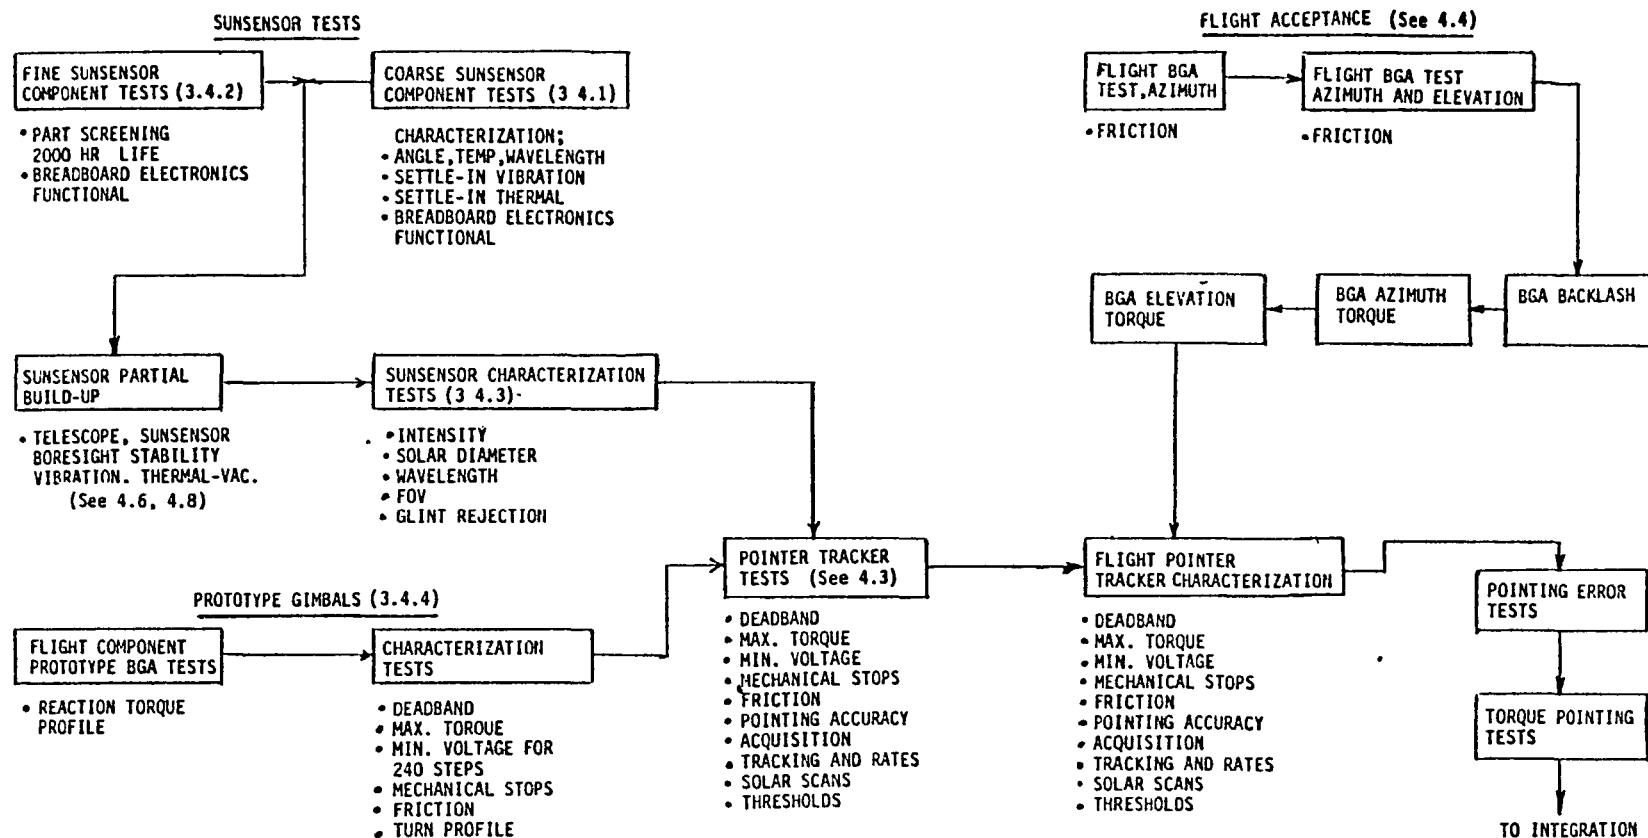 SUNSENSOR TESTS
FINE SUNSENSOR
COMPONENT TESTS (3.4.2)
• PART SCREENING
2000 HR LIFE
• BREADBOARD ELECTRONICS
FUNCTIONAL
COARSE SUNSENSOR
COMPONENT TESTS (3 4.1)
CHARACTERIZATION;
• ANGLE,TEMP,WAVELENGTH
• SETTLE-IN VIBRATION
• SETTLE-IN THERMAL
• BREADBOARD ELECTRONICS
FUNCTIONAL
FLIGHT ACCEPTANCE (See 4.4)
FLIGHT BGA
TEST,AZIMUTH
• FRICTION
FLIGHT BGA TEST
AZIMUTH AND ELEVATION
• FRICTION
BGA ELEVATION
TORQUE
BGA AZIMUTH
TORQUE
BGA BACKLASH
SUNSENSOR PARTIAL
BUILD-UP
• TELESCOPE, SUNSENSOR
BORESIGHT STABILITY
VIBRATION. THERMAL-VAC.
(See 4.6, 4.8)
SUNSENSOR CHARACTERIZATION
TESTS (3 4.3)-
• INTENSITY
• SOLAR DIAMETER
• WAVELENGTH
• FOV
• GLINT REJECTION
PROTOTYPE GIMBALS (3.4.4)
FLIGHT COMPONENT
PROTOTYPE BGA TESTS
• REACTION TORQUE
PROFILE
CHARACTERIZATION
TESTS
• DEADBAND
• MAX. TORQUE
• MIN. VOLTAGE FOR
240 STEPS
• MECHANICAL STOPS
• FRICTION
• TURN PROFILE
POINTER TRACKER
TESTS (See 4.3)
• DEADBAND
• MAX. TORQUE
• MIN. VOLTAGE
• MECHANICAL STOPS
• FRICTION
• POINTING ACCURACY
• ACQUISITION
• TRACKING AND RATES
• SOLAR SCANS
• THRESHOLDS
FLIGHT POINTER
TRACKER CHARACTERIZATION
• DEADBAND
• MAX. TORQUE
• MIN. VOLTAGE
• MECHANICAL STOPS
• FRICTION
• POINTING ACCURACY
• ACQUISITION
• TRACKING AND RATES
• SOLAR SCANS
• THRESHOLDS
POINTING ERROR
TESTS
TORQUE POINTING
TESTS
TO INTEGRATION